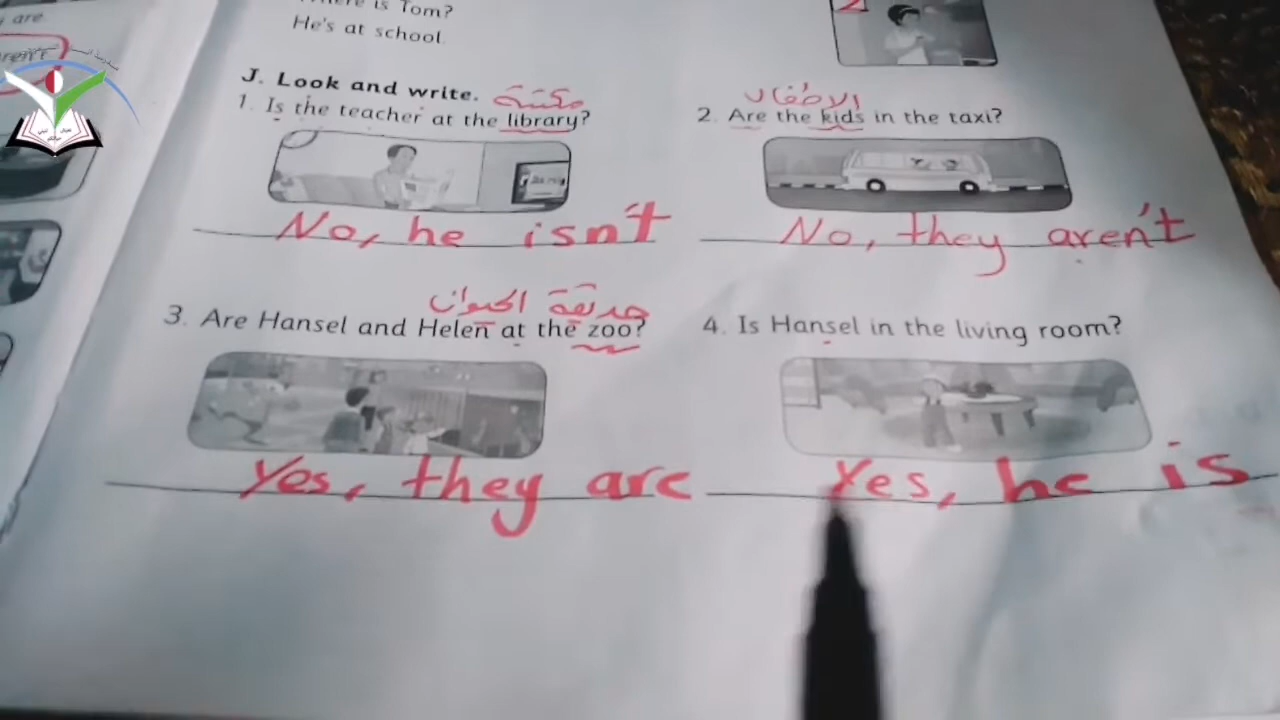 are
is Tom?
He's at school.
J. Look and write.
مكتبة
1. Is the teacher at the library?
No, he isn't
الاطفال
2. Are the kids in the taxi?
No, they aren't
حديقة الحيوان
3. Are Hansel and Helen at the zoo?
Yes, they are
4. Is Hansel in the living room?
Yes, he is